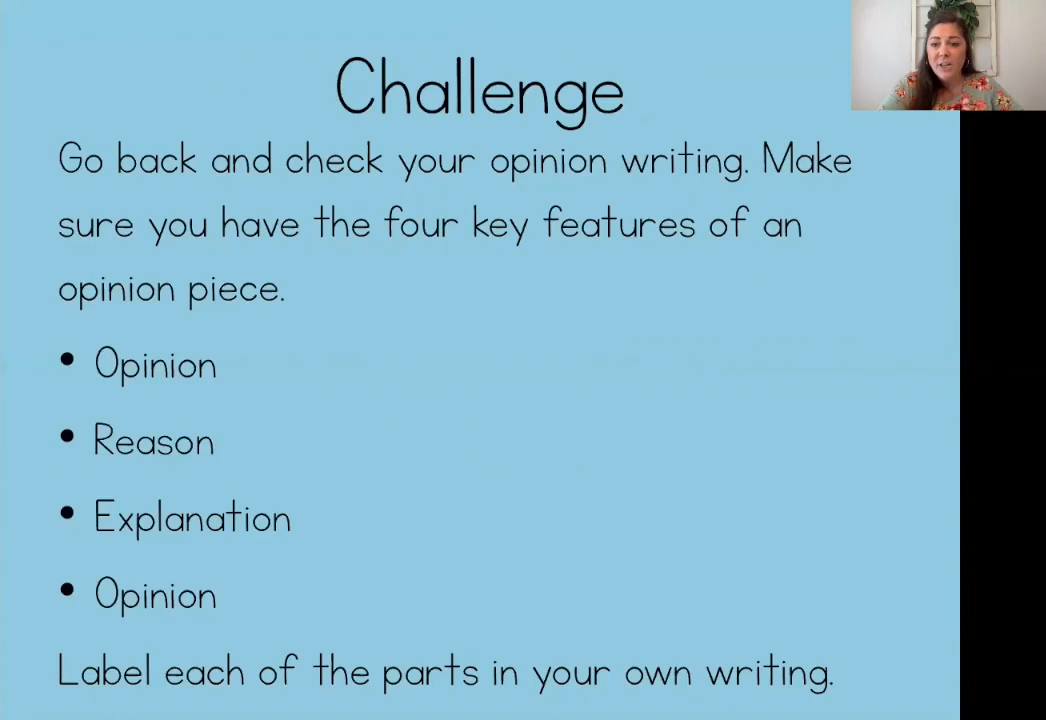 Challenge
Go back and check your opinion writing. Make
sure you have the four key features of an
opinion piece.
• Opinion
• Reason
• Explanation
• Opinion
Label each of the parts in your own writing.